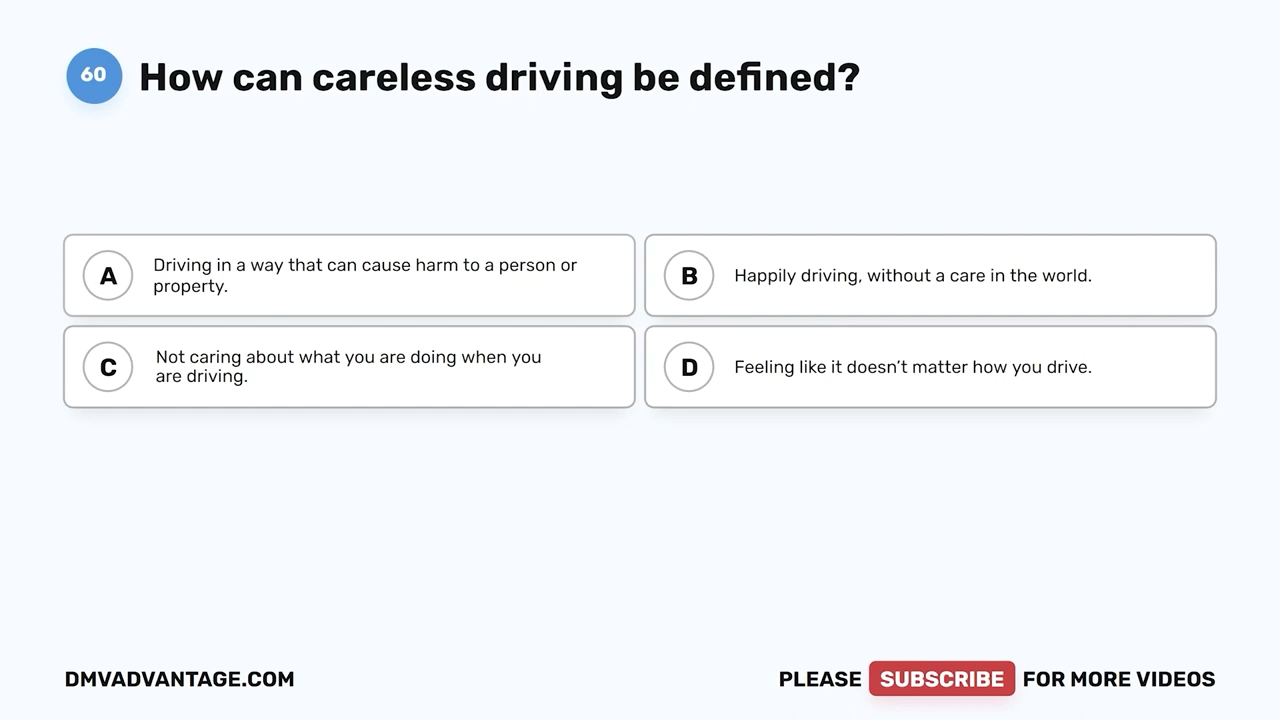 60
How can careless driving be defined?
A
Driving in a way that can cause harm to a person or
property.
B
Happily driving, without a care in the world.
C
Not caring about what you are doing when you
are driving.
D
Feeling like it doesn’t matter how you drive.
DMVADVANTAGE.COM
PLEASE SUBSCRIBE FOR MORE VIDEOS